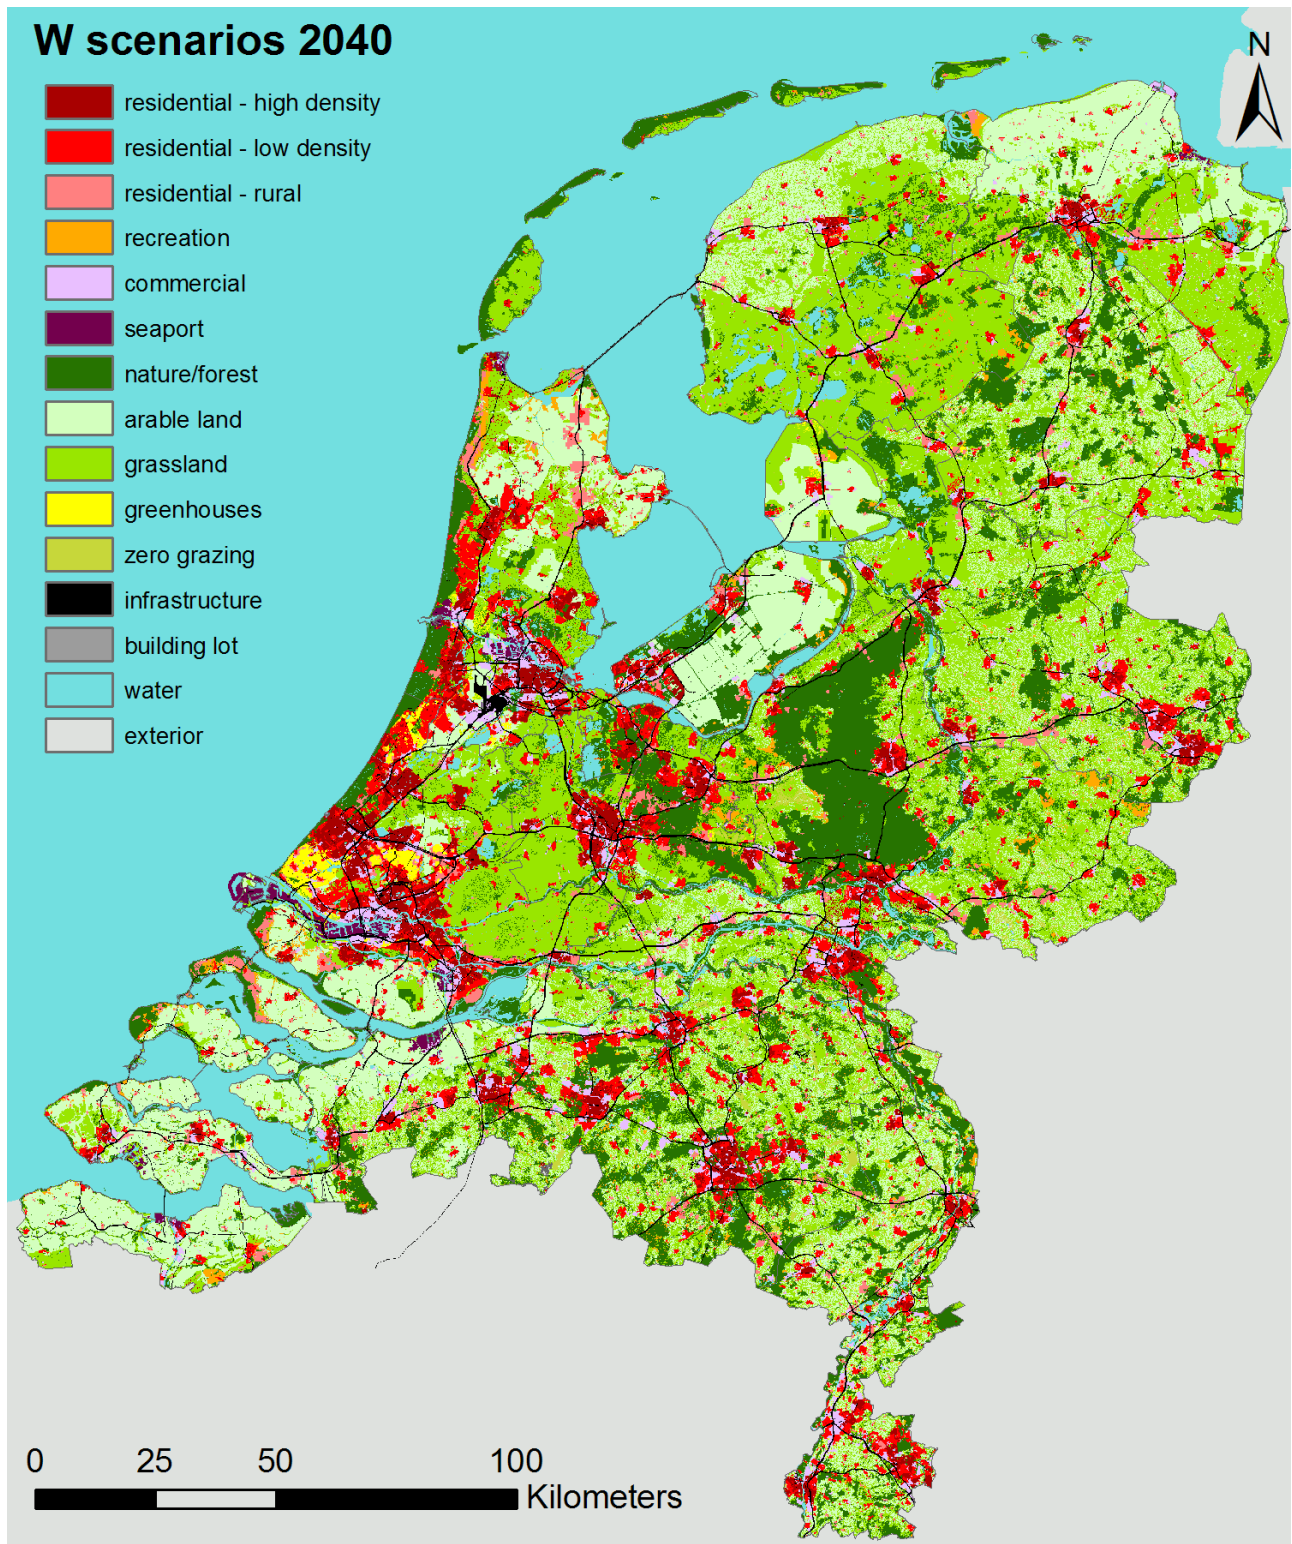 W scenarios 2040
N
residential - high density
residential - low density
residential - rural
recreation
commercial
seaport
nature/forest
arable land
grassland
greenhouses
zero grazing
infrastructure
building lot
water
exterior
0 25 50 100
Kilometers